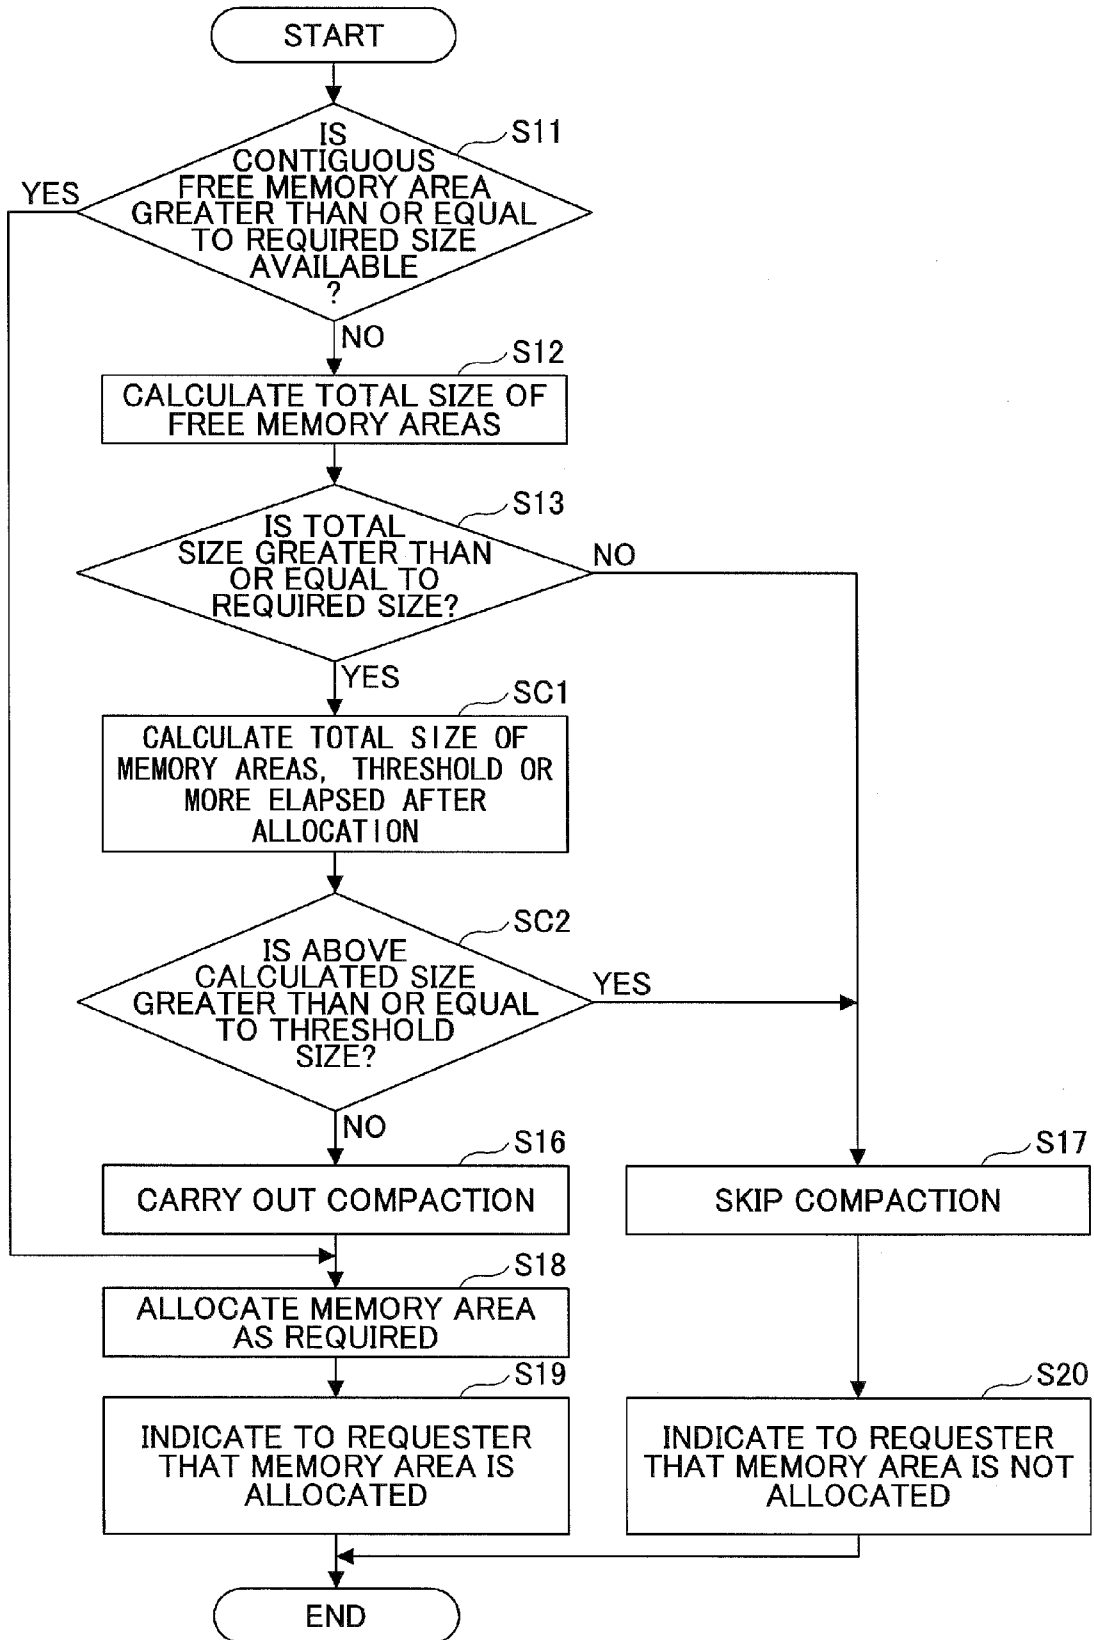 START
S11
IS
CONTIGUOUS
FREE MEMORY AREA
GREATER THAN OR EQUAL
TO REQUIRED SIZE
AVAILABLE
?
YES
NO
S12
CALCULATE TOTAL SIZE OF
FREE MEMORY AREAS
S13
IS TOTAL
SIZE GREATER THAN
OR EQUAL TO
REQUIRED SIZE?
NO
YES
SC1
CALCULATE TOTAL SIZE OF
MEMORY AREAS, THRESHOLD OR
MORE ELAPSED AFTER
ALLOCATION
SC2
IS ABOVE
CALCULATED SIZE
GREATER THAN OR EQUAL
TO THRESHOLD
SIZE?
YES
NO
S16
CARRY OUT COMPACTION
S17
SKIP COMPACTION
S18
ALLOCATE MEMORY AREA
AS REQUIRED
S19
INDICATE TO REQUESTER
THAT MEMORY AREA IS
ALLOCATED
S20
INDICATE TO REQUESTER
THAT MEMORY AREA IS NOT
ALLOCATED
END